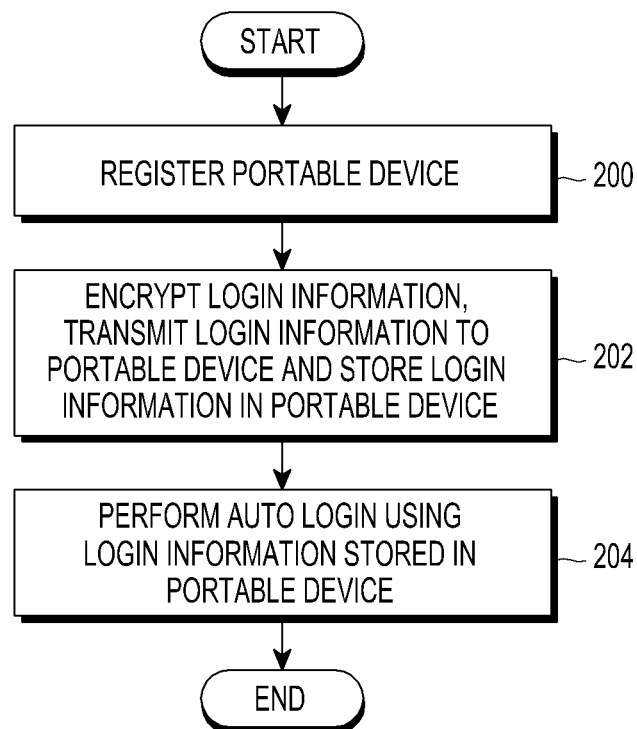 START
REGISTER PORTABLE DEVICE
200
ENCRYPT LOGIN INFORMATION,
TRANSMIT LOGIN INFORMATION TO
PORTABLE DEVICE AND STORE LOGIN
INFORMATION IN PORTABLE DEVICE
202
PERFORM AUTO LOGIN USING
LOGIN INFORMATION STORED IN
PORTABLE DEVICE
204
END